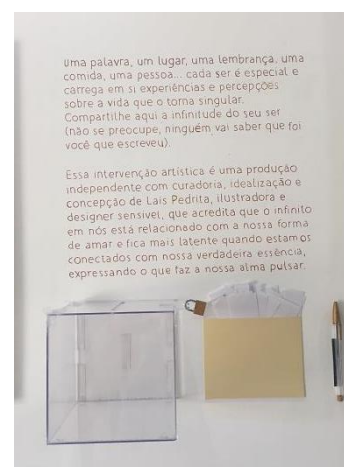 uma palavra, um lugar, uma lembrança, uma
comida, uma pessoa... cada ser é especial e
carrega em si experiências e percepções
sobre a vida que o torna singular.
Compartilhe aqui a infinitude do seu ser
(não se preocupe, ninguém vai saber que foi
você que escreveu).
Essa intervenção artística é uma produção
independente com curadoria, idealização e
concepção de Laís Pedrita, ilustradora e
designer sensível, que acredita que o infinito
em nós está relacionado com a nossa forma
de amar e fica mais latente quando estamos
conectados com nossa verdadeira essência,
expressando o que faz a nossa alma pulsar.